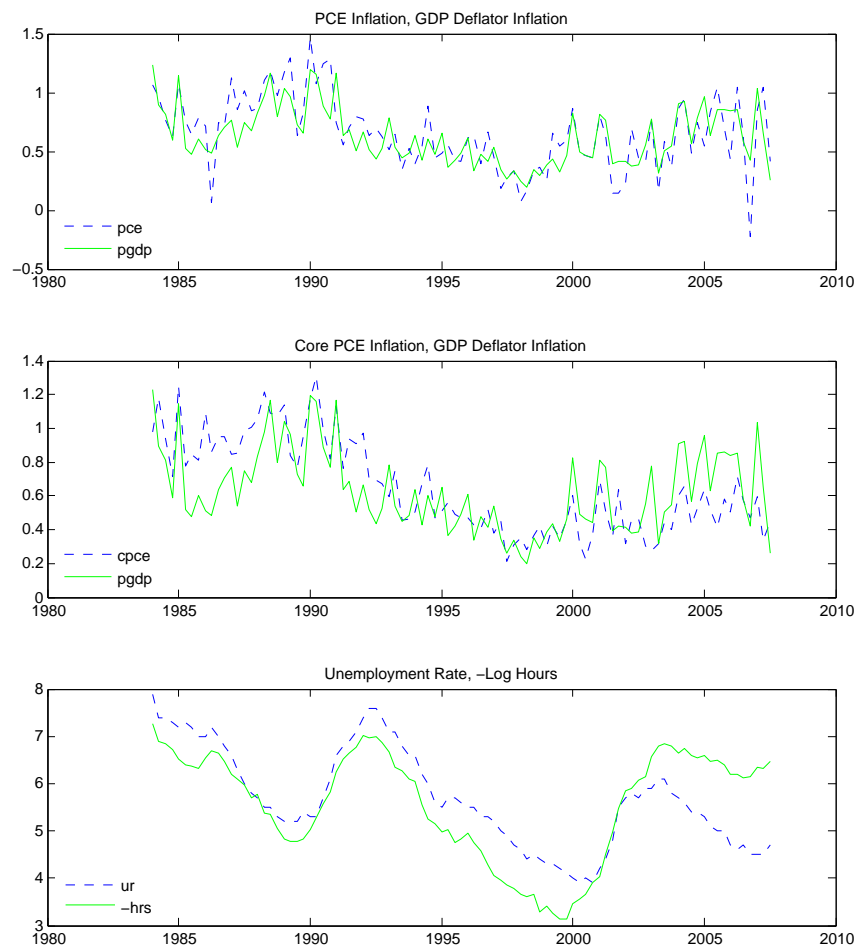 PCE Inflation, GDP Deflator Inflation
1.5
1
0.5
0
−0.5
pce
pgdp
1980 1985 1990 1995 2000 2005 2010
Core PCE Inflation, GDP Deflator Inflation
1.4
1.2
1
0.8
0.6
0.4
0.2
0
cpce
pgdp
1980 1985 1990 1995 2000 2005 2010
Unemployment Rate, −Log Hours
8
7
6
5
4
3
ur
−hrs
1980 1985 1990 1995 2000 2005 2010